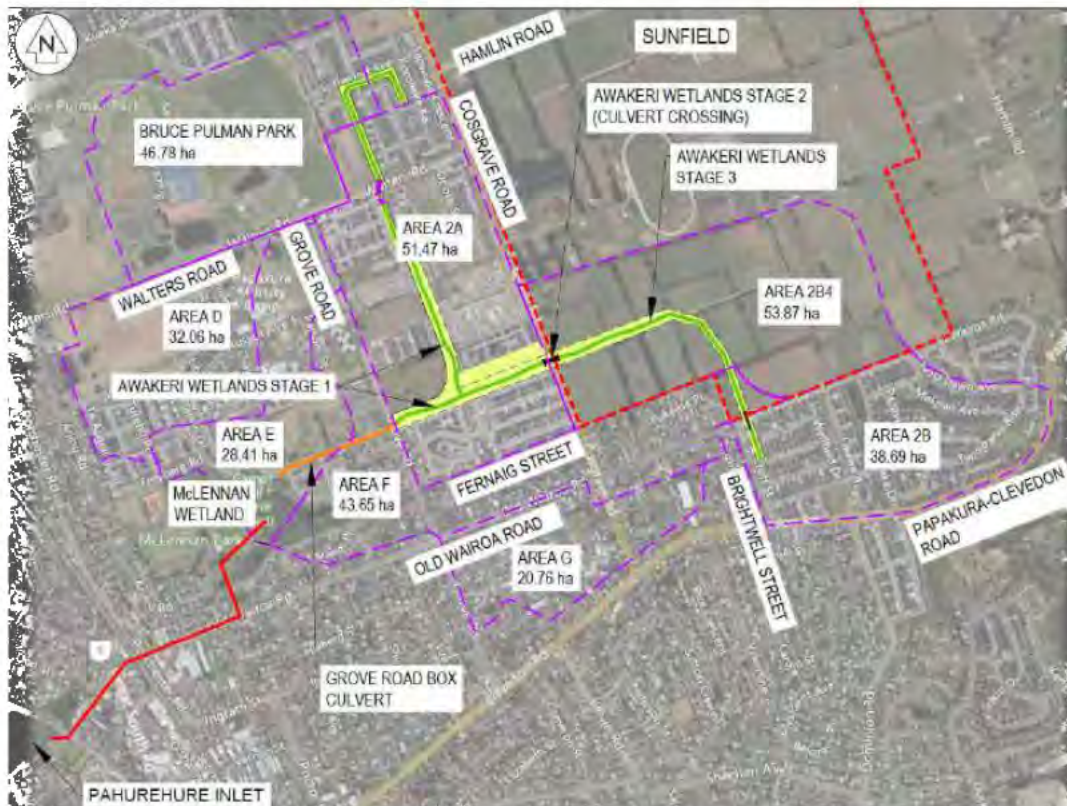 N
HAMLIN ROAD
SUNFIELD
AWAKERI WETLANDS STAGE 2
(CULVERT CROSSING)
COSGRAVE ROAD
AWAKERI WETLANDS
STAGE 3
BRUCE PULMAN PARK
46.78 ha
GROVE ROAD
AREA 2A
51.47 ha
WALTERS ROAD
AREA D
32.06 ha
AREA 2B4
53.87 ha
AWAKERI WETLANDS STAGE 1
AREA E
28.41 ha
AREA F
43.65 ha
FERNAIG STREET
AREA 2B
38.69 ha
McLENNAN
WETLAND
McLennan Park
OLD WAIROA ROAD
BRIGHTWELL STREET
PAPAKURA-CLEVEDON
ROAD
AREA G
20.76 ha
GROVE ROAD BOX
CULVERT
PAHUREHURE INLET